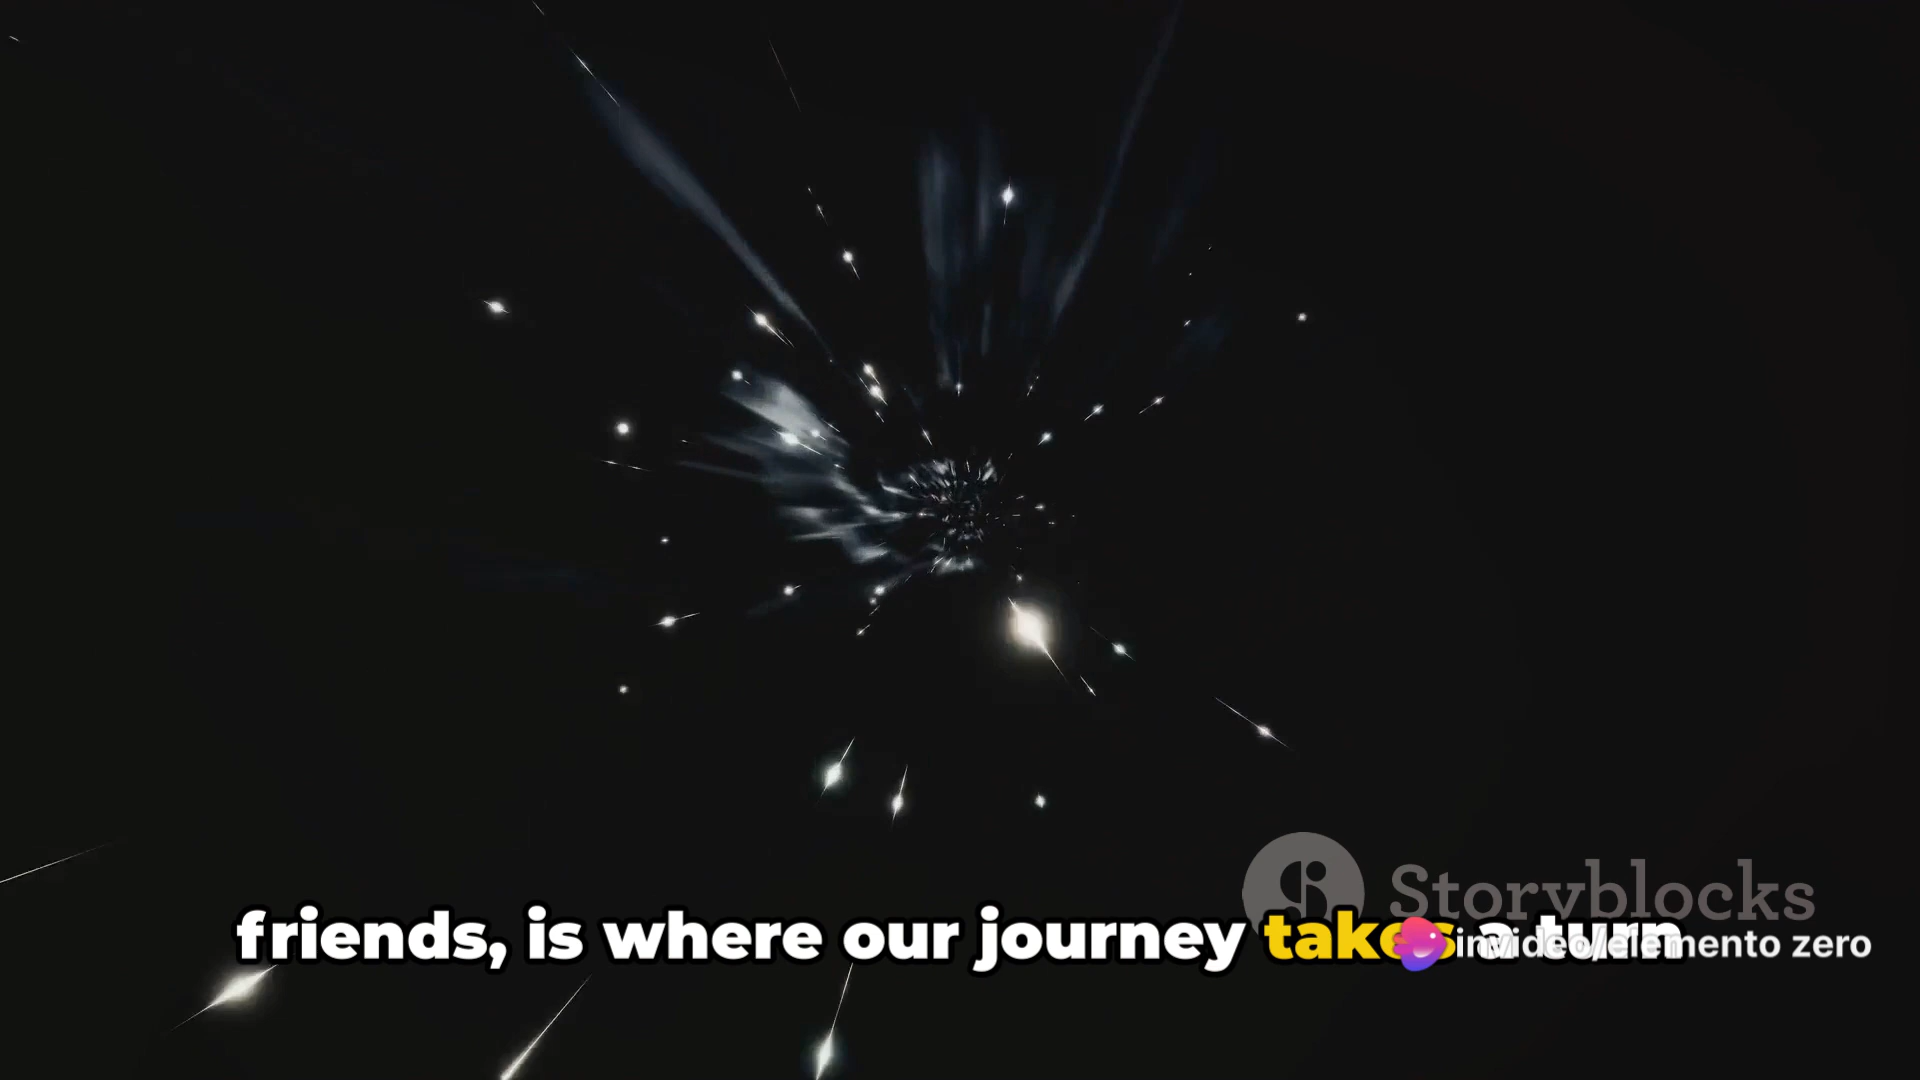 Storyblocks
friends, is where our journey takes a turn
invideo/elemento zero